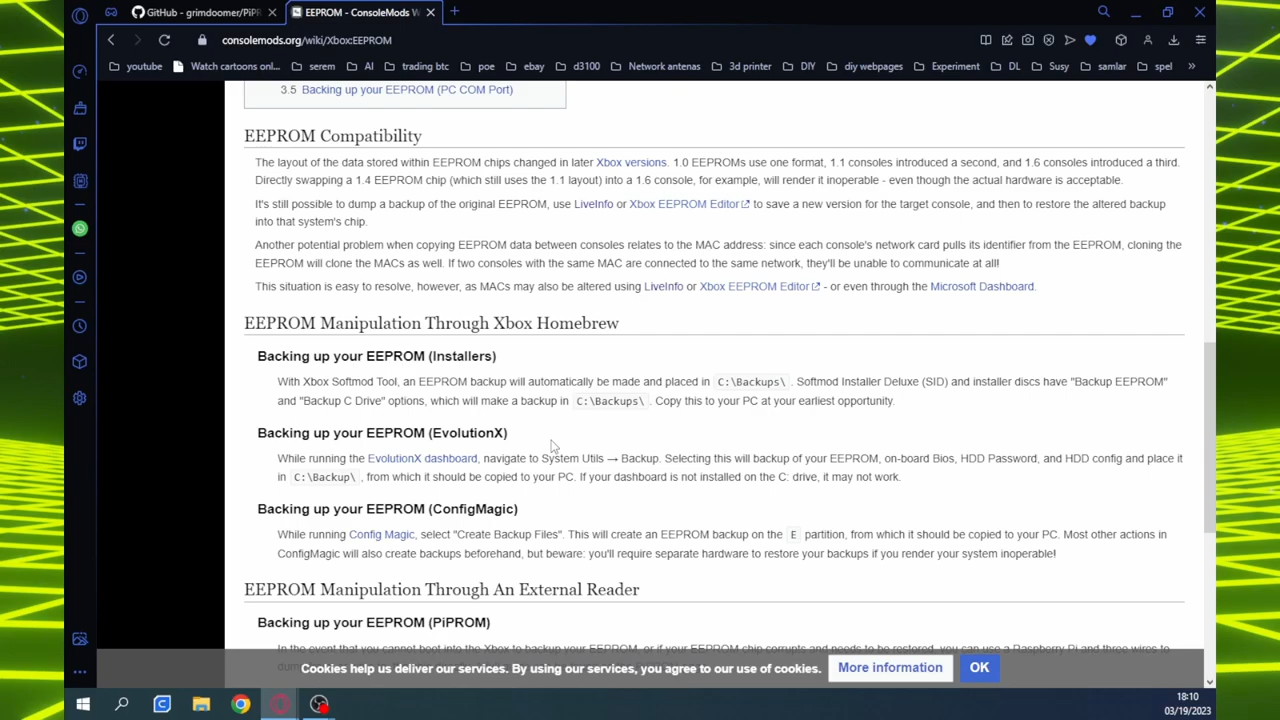 GitHub - grimdoomer/PiPR
EEPROM - ConsoleMods W
consolemods.org/wiki/Xbox:EEPROM
youtube
Watch cartoons onl...
serem
AI
trading btc
poe
ebay
d3100
Network antenas
3d printer
DIY
diy webpages
Experiment
DL
Susy
samlar
spel
3.5 Backing up your EEPROM (PC COM Port)
EEPROM Compatibility
The layout of the data stored within EEPROM chips changed in later Xbox versions. 1.0 EEPROMs use one format, 1.1 consoles introduced a second, and 1.6 consoles introduced a third.
Directly swapping a 1.4 EEPROM chip (which still uses the 1.1 layout) into a 1.6 console, for example, will render it inoperable - even though the actual hardware is acceptable.
It's still possible to dump a backup of the original EEPROM, use LiveInfo or Xbox EEPROM Editor to save a new version for the target console, and then to restore the altered backup
into that system's chip.
Another potential problem when copying EEPROM data between consoles relates to the MAC address: since each console's network card pulls its identifier from the EEPROM, cloning the
EEPROM will clone the MACs as well. If two consoles with the same MAC are connected to the same network, they'll be unable to communicate at all!
This situation is easy to resolve, however, as MACs may also be altered using LiveInfo or Xbox EEPROM Editor - or even through the Microsoft Dashboard.
EEPROM Manipulation Through Xbox Homebrew
Backing up your EEPROM (Installers)
With Xbox Softmod Tool, an EEPROM backup will automatically be made and placed in C:\Backups\ . Softmod Installer Deluxe (SID) and installer discs have "Backup EEPROM"
and "Backup C Drive" options, which will make a backup in C:\Backups\ . Copy this to your PC at your earliest opportunity.
Backing up your EEPROM (EvolutionX)
While running the EvolutionX dashboard, navigate to System Utils → Backup. Selecting this will backup of your EEPROM, on-board Bios, HDD Password, and HDD config and place it
in C:\Backup\ , from which it should be copied to your PC. If your dashboard is not installed on the C: drive, it may not work.
Backing up your EEPROM (ConfigMagic)
While running Config Magic, select "Create Backup Files". This will create an EEPROM backup on the E partition, from which it should be copied to your PC. Most other actions in
ConfigMagic will also create backups beforehand, but beware: you'll require separate hardware to restore your backups if you render your system inoperable!
EEPROM Manipulation Through An External Reader
Backing up your EEPROM (PiPROM)
In the event that you cannot boot into the Xbox to backup your EEPROM, or if your EEPROM chip corrupts and needs to be restored, you can use a Raspberry Pi and three wires to
Cookies help us deliver our services. By using our services, you agree to our use of cookies.
More information
OK
18:10
03/19/2023